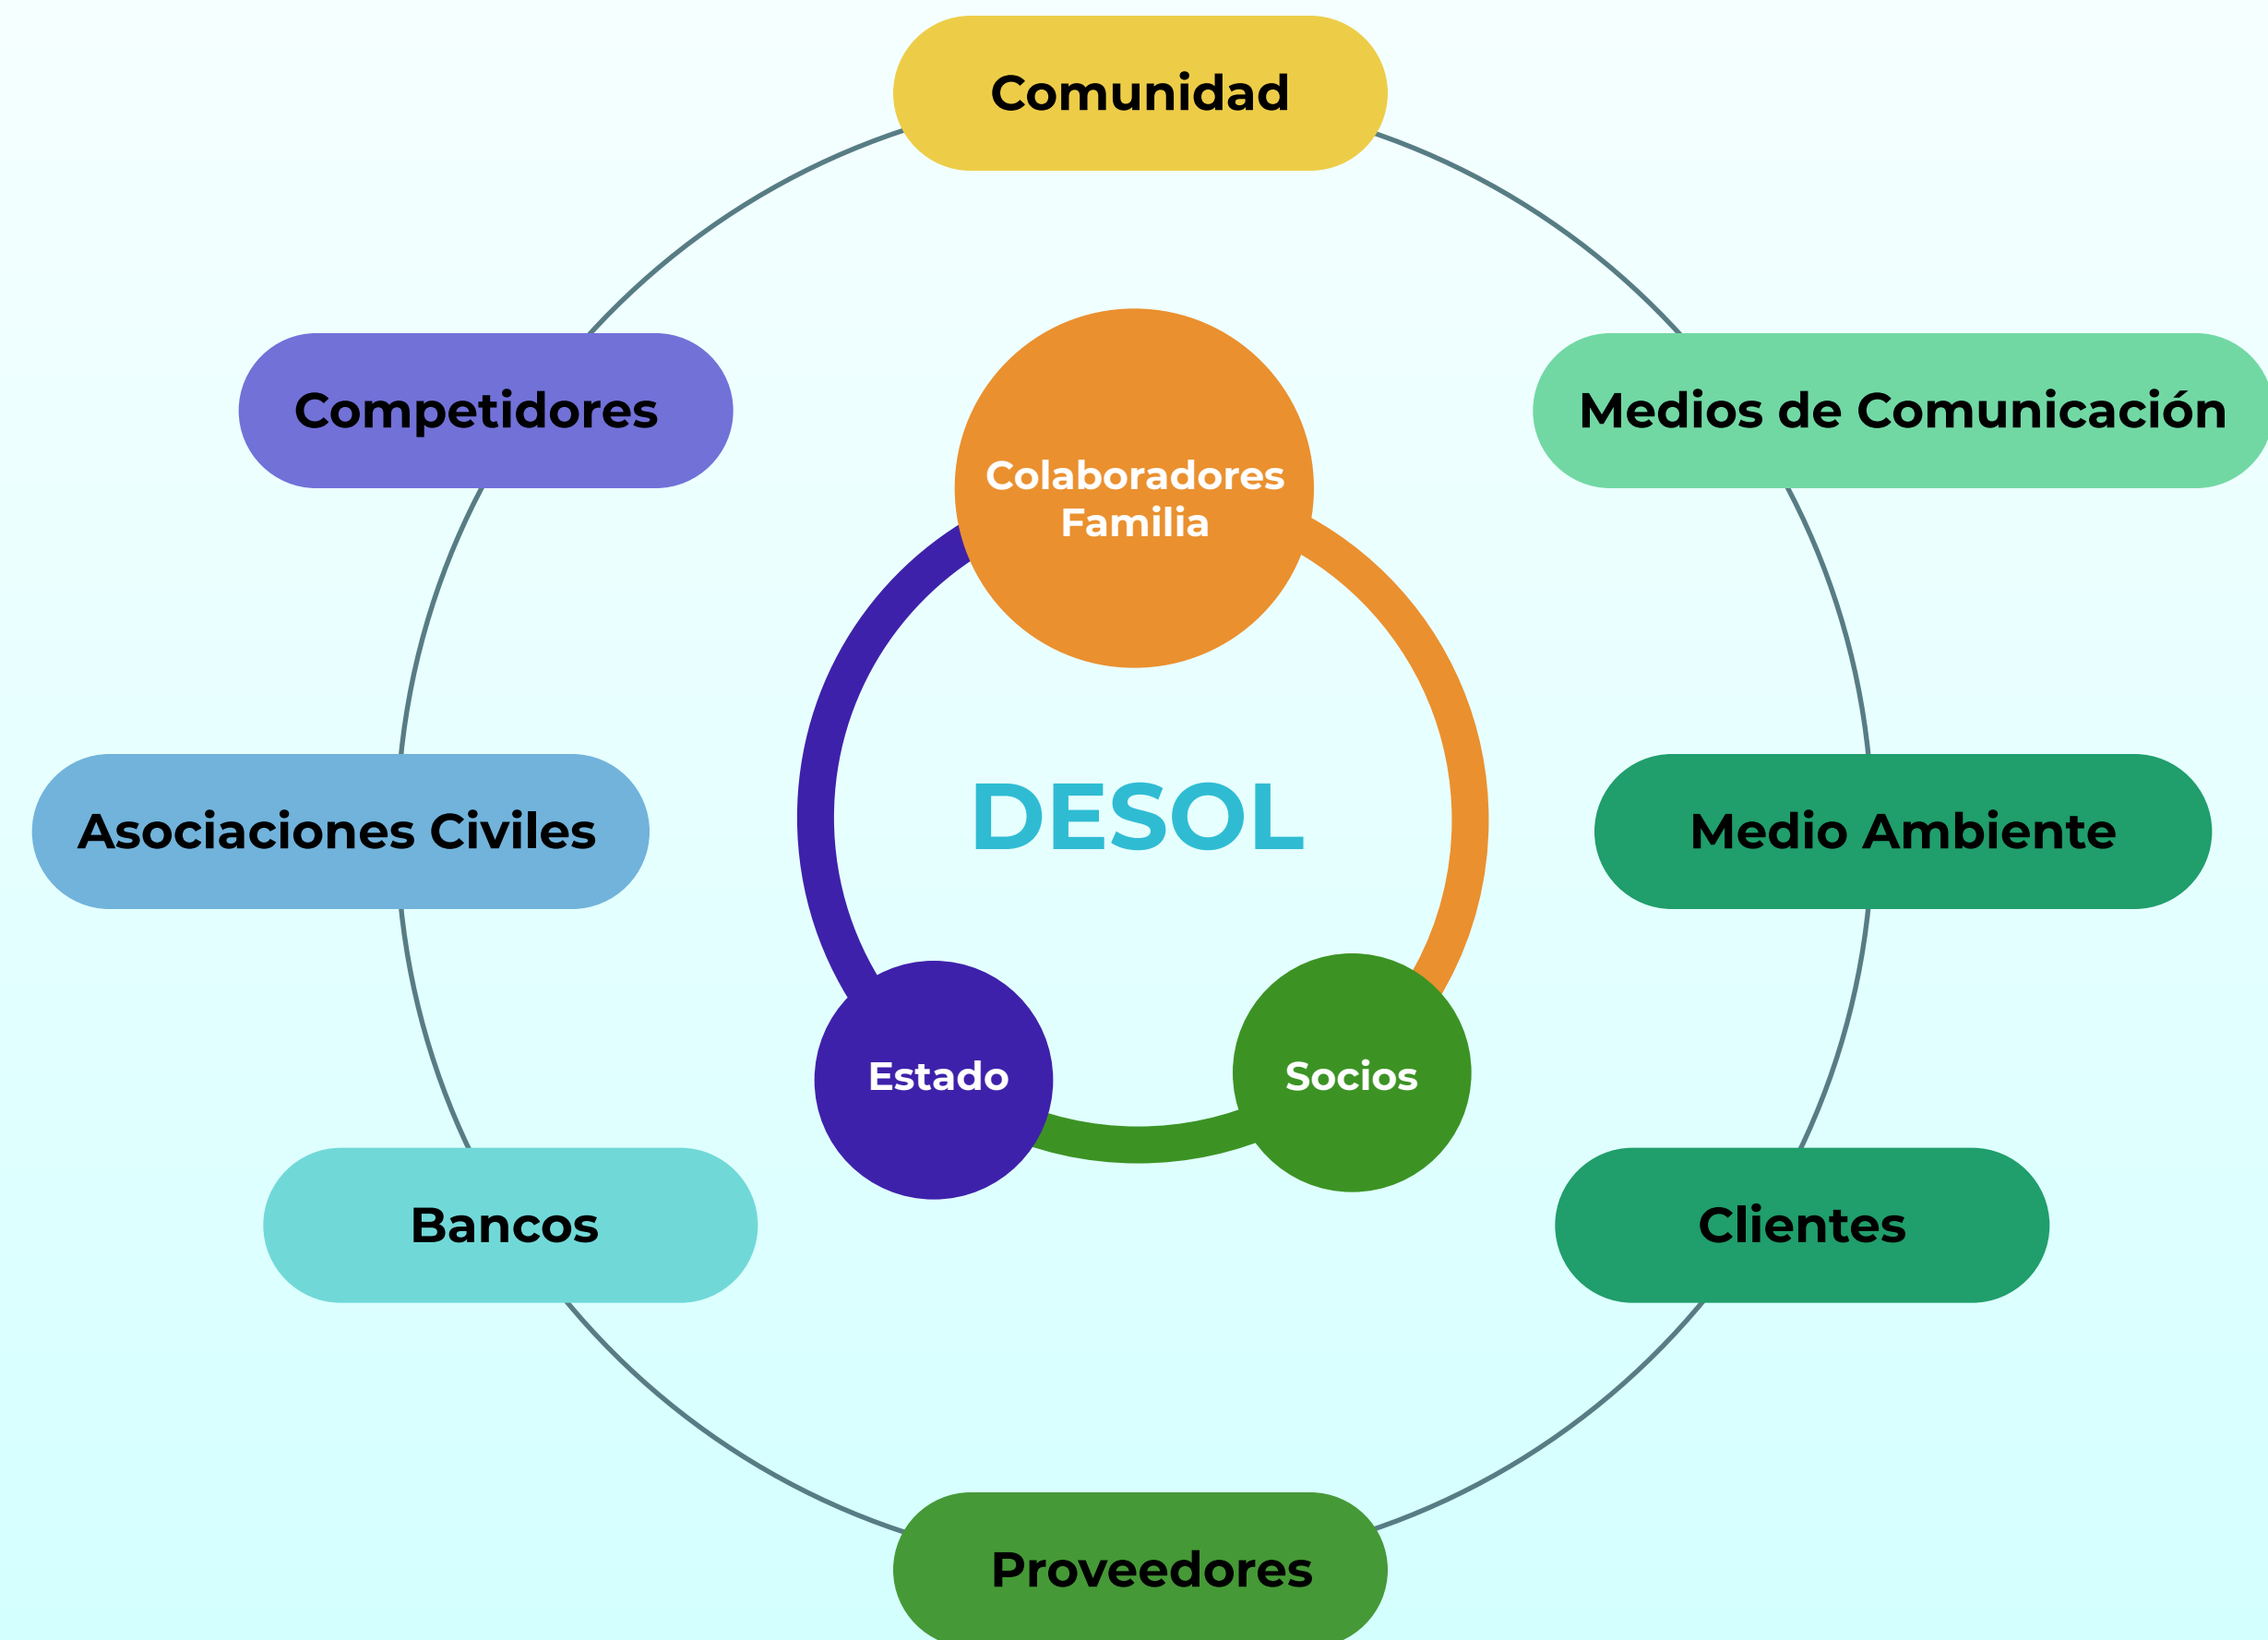 Comunidad
Competidores
Medios de Comunicación
Colaboradores
Familia
DESOL
Asociaciones Civiles
Medio Ambiente
Estado
Socios
Bancos
Clientes
Proveedores